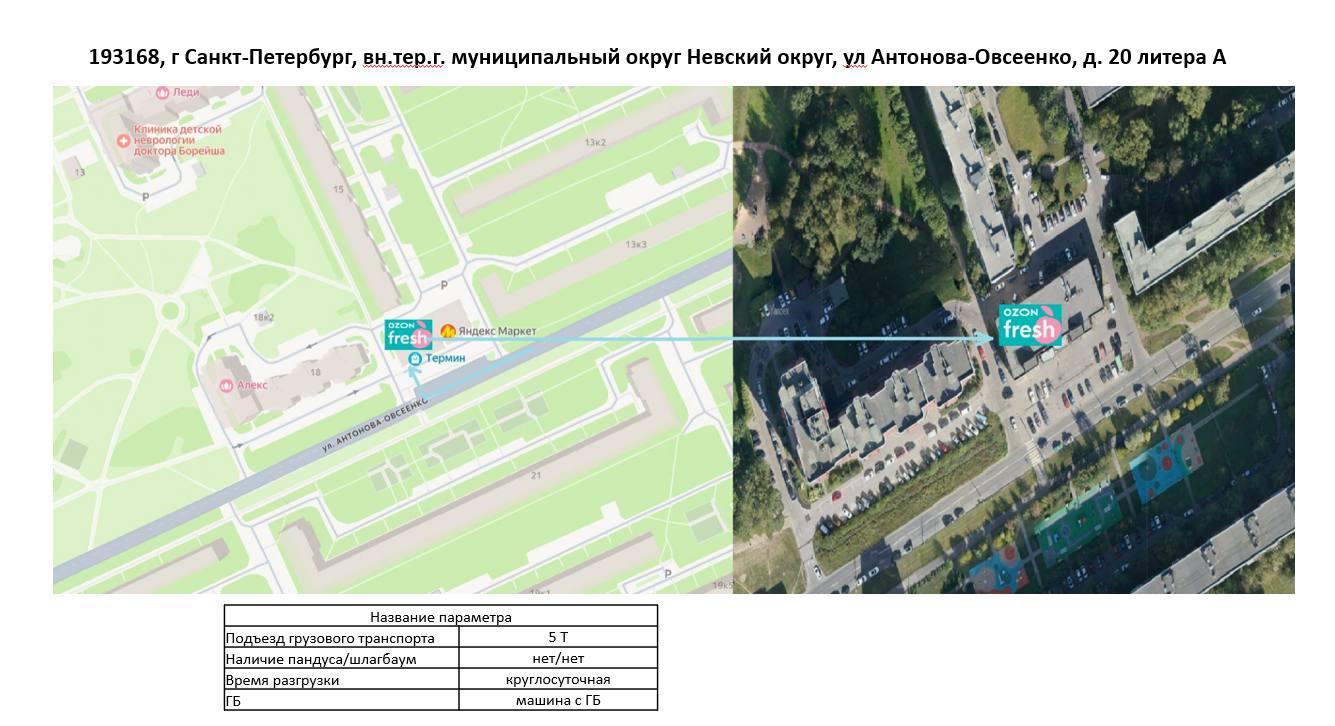 193168, г Санкт-Петербург, вн.тер.г. муниципальный округ Невский округ, ул Антонова-Овсеенко, д. 20 литера А
Леди
Клиника детской
неврологии
доктора Борейша
13
P
15
13к2
13к3
P
18к2
OZON
fresh
Яндекс Маркет
Термин
18
Алекс
ул. АНТОНОВА-ОВСЕЕНКО
21
P
19к1
OZON
fresh
Название параметра
Подъезд грузового транспорта 5 Т
Наличие пандуса/шлагбаум нет/нет
Время разгрузки круглосуточная
ГБ машина с ГБ